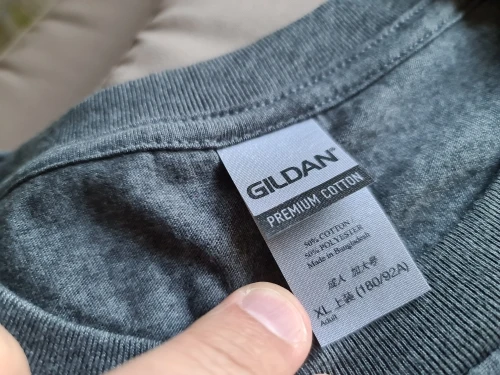 GILDAN™
PREMIUM COTTON
50% COTTON /
50% POLYESTER
Made in Bangladesh
成人 加大号
XL 上装 (180/92A)
Adult